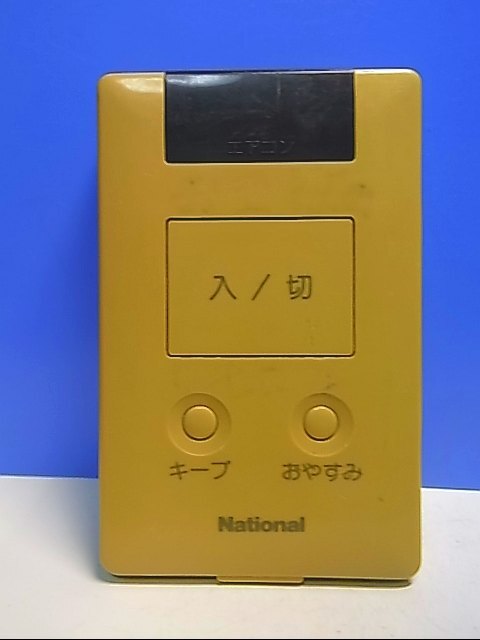 エアコン
入／切
キープ
おやすみ
National